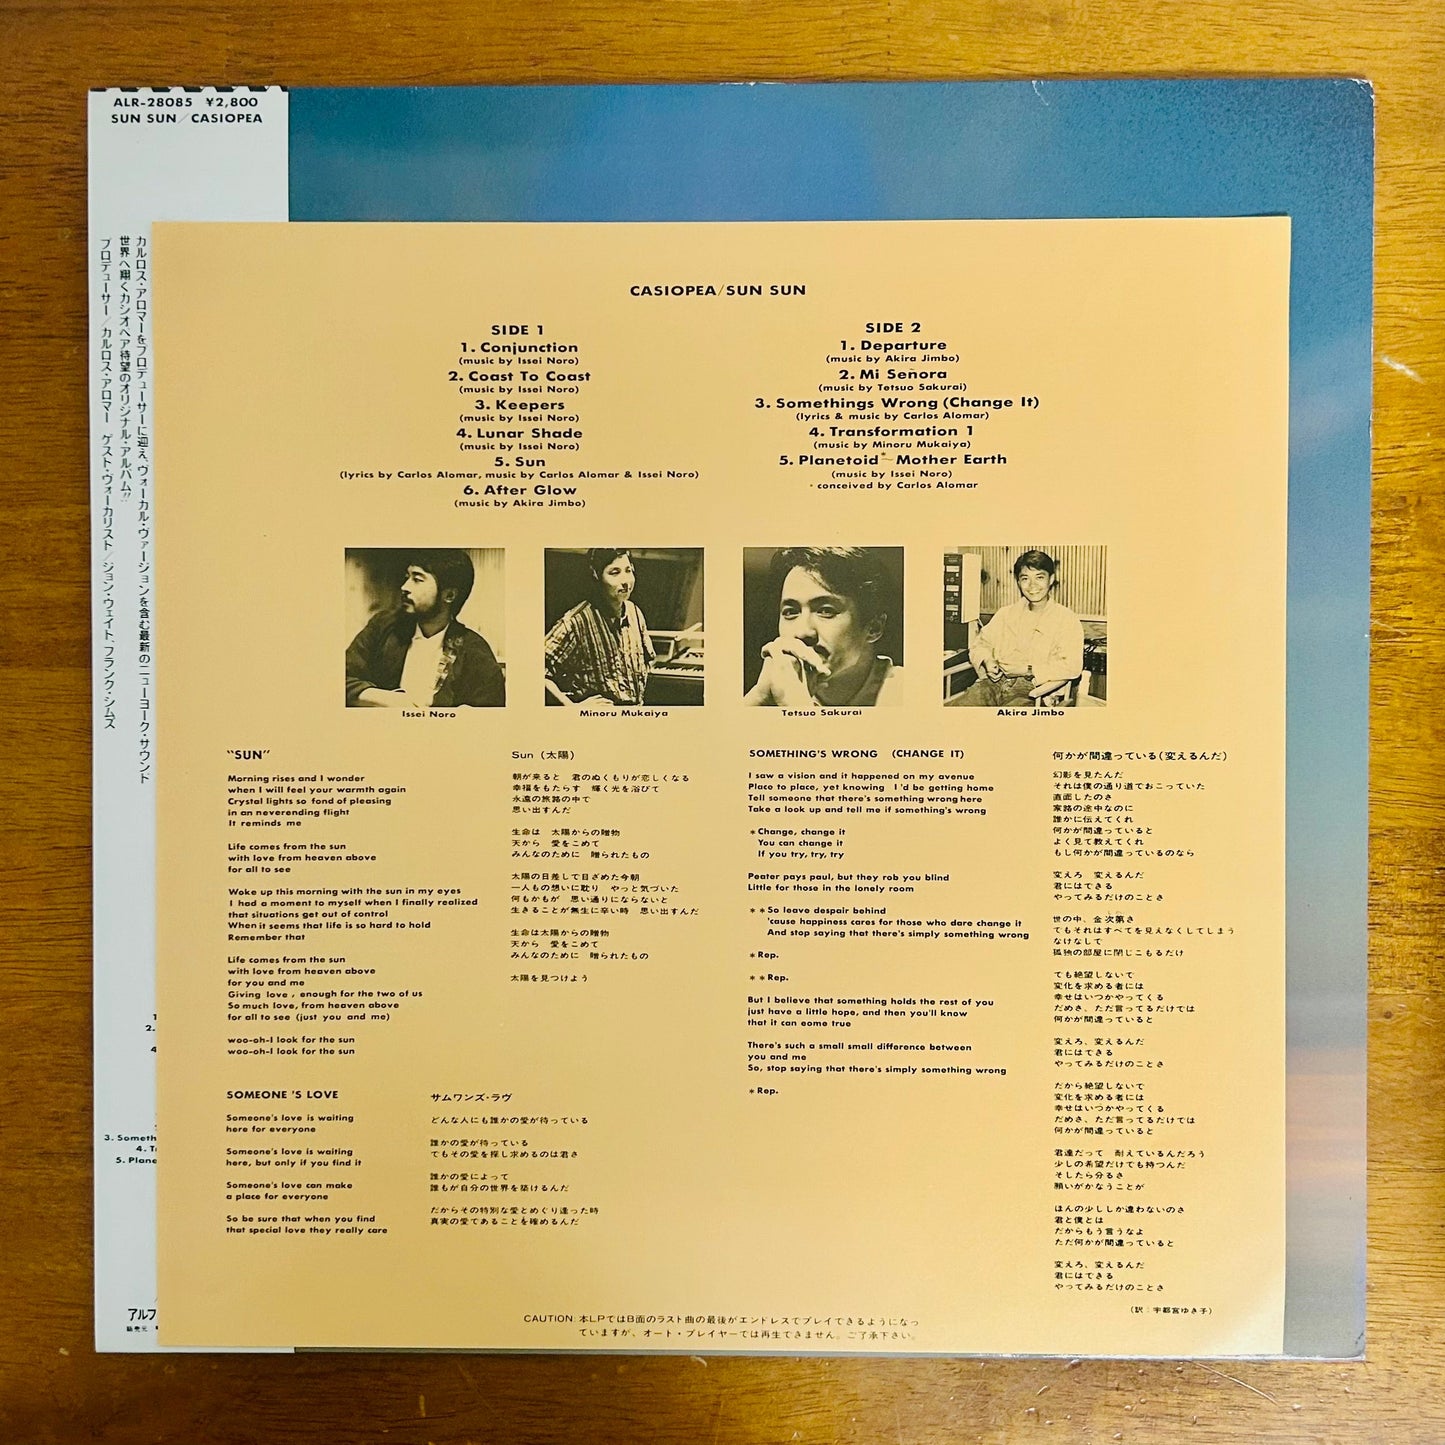 ALR-28085 ¥2,800
SUN SUN/CASIOPEA
カルロス・アロマーをプロデューサーに迎え、ヴォーカル・ヴァージョンを含む最新のニューヨーク・サウンド
世界へ翔くカシオペア待望のオリジナル・アルバム!!
プロデューサー/カルロス・アロマー ゲスト・ヴォーカリスト/ジョン・ウェイト、フランク・シムズ
1
2.
4
3. Someth
4. T
5. Plane
アルフ
発売元
CASIOPEA/SUN SUN
SIDE 1
1. Conjunction
(music by Issei Noro)
2. Coast To Coast
(music by Issei Noro)
3. Keepers
(music by Issei Noro)
4. Lunar Shade
(music by Issei Noro)
5. Sun
(lyrics by Carlos Alomar, music by Carlos Alomar & Issei Noro)
6. After Glow
(music by Akira Jimbo)
SIDE 2
1. Departure
(music by Akira Jimbo)
2. Mi Señora
(music by Tetsuo Sakurai)
3. Somethings Wrong (Change It)
(lyrics & music by Carlos Alomar)
4. Transformation 1
(music by Minoru Mukaiya)
5. Planetoid*~Mother Earth
(music by Issei Noro)
* conceived by Carlos Alomar
Issei Noro
Minoru Mukaiya
Tetsuo Sakurai
Akira Jimbo
"SUN"
Morning rises and I wonder
when I will feel your warmth again
Crystal lights so fond of pleasing
in an neverending flight
It reminds me
Life comes from the sun
with love from heaven above
for all to see
Woke up this morning with the sun in my eyes
I had a moment to myself when I finally realized
that situations get out of control
When it seems that life is so hard to hold
Remember that
Life comes from the sun
with love from heaven above
for you and me
Giving love, enough for the two of us
So much love, from heaven above
for all to see (just you and me)
woo-oh-I look for the sun
woo-oh-I look for the sun
Sun (太陽)
朝が来ると 君のぬくもりが恋しくなる
幸福をもたらす 輝く光を浴びて
永遠の旅路の中で
思い出すんだ
生命は 太陽からの贈物
天から 愛をこめて
みんなのために 贈られたもの
太陽の日差しで目ざめた今朝
一人もの想いに耽り やっと気づいた
何もかもが 思い通りにならないと
生きることが無生に辛い時 思い出すんだ
生命は太陽からの贈物
天から 愛をこめて
みんなのために 贈られたもの
太陽を見つけよう
SOMEONE'S LOVE
Someone's love is waiting
here for everyone
Someone's love is waiting
here, but only if you find it
Someone's love can make
a place for everyone
So be sure that when you find
that special love they really care
サムワンズ・ラヴ
どんな人にも誰かの愛が待っている
誰かの愛が待っている
でもその愛を探し求めるのは君さ
誰かの愛によって
誰もが自分の世界を築けるんだ
だからその特別な愛とめぐり逢った時
真実の愛であることを確めるんだ
SOMETHING'S WRONG (CHANGE IT)
I saw a vision and it happened on my avenue
Place to place, yet knowing I'd be getting home
Tell someone that there's something wrong here
Take a look up and tell me if something's wrong
* Change, change it
You can change it
If you try, try, try
Peater pays paul, but they rob you blind
Little for those in the lonely room
* * So leave despair behind
'cause happiness cares for those who dare change it
And stop saying that there's simply something wrong
* Rep.
* * Rep.
But I believe that something holds the rest of you
just have a little hope, and then you'll know
that it can eome true
There's such a small small difference between
you and me
So, stop saying that there's simply something wrong
* Rep.
何かが間違っている(変えるんだ)
幻影を見たんだ
それは僕の通り道でおこっていた
直面したのさ
家路の途中なのに
誰かに伝えてくれ
何かが間違っていると
よく見て教えてくれ
もし何かが間違っているのなら
変えろ 変えるんだ
君にはできる
やってみるだけのことさ
世の中、金次第さ
でもそれはすべてを見えなくしてしまう
なけなしで
孤独の部屋に閉じこもるだけ
でも絶望しないで
変化を求める者には
幸せはいつかやってくる
だめさ、ただ言ってるだけでは
何かが間違っていると
変えろ、変えるんだ
君にはできる
やってみるだけのことさ
だから絶望しないで
変化を求める者には
幸せはいつかやってくる
だめさ、ただ言ってるだけでは
何かが間違っていると
君達だって 耐えているんだろう
少しの希望だけでも持つんだ
そしたら分るさ
願いがかなうことが
ほんの少ししか違わないのさ
君と僕とは
だからもう言うなよ
ただ何かが間違っていると
変えろ、変えるんだ
君にはできる
やってみるだけのことさ
(訳:宇都宮ゆき子)
CAUTION: 本LPではB面のラスト曲の最後がエンドレスでプレイできるようになっ
ていますが、オート・プレイヤーでは再生できません。ご了承下さい。